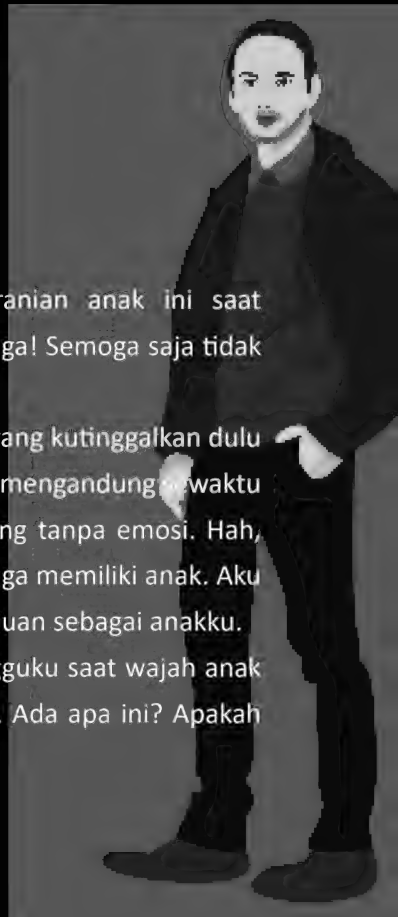 ranian anak ini saat
ga! Semoga saja tidak
ang kutinggalkan dulu
mengandung waktu
ng tanpa emosi. Hah,
ga memiliki anak. Aku
uan sebagai anakku.
gguku saat wajah anak
. Ada apa ini? Apakah